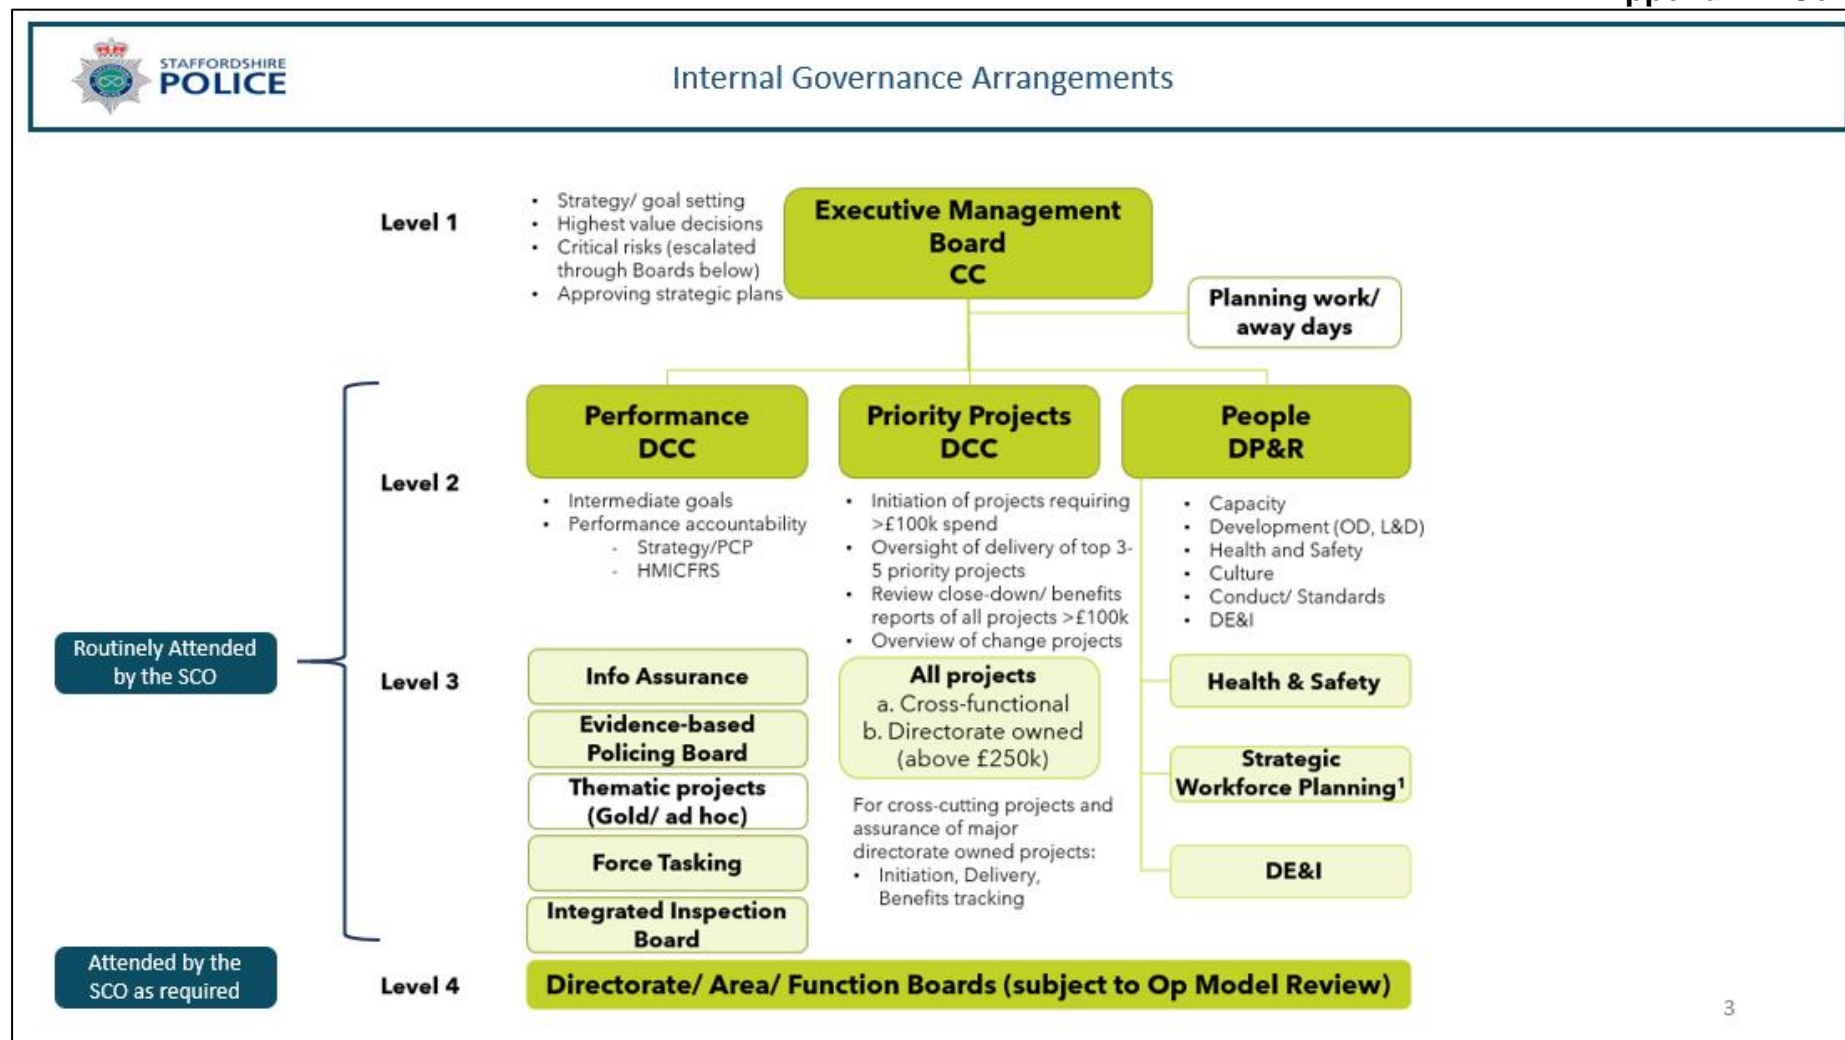 STAFFORDSHIRE
POLICE
Internal Governance Arrangements
Level 1
• Strategy/ goal setting
• Highest value decisions
• Critical risks (escalated
through Boards below)
• Approving strategic plans
Executive Management
Board
CC
Planning work/
away days
Level 2
Performance
DCC
• Intermediate goals
• Performance accountability
- Strategy/PCP
- HMICFRS
Priority Projects
DCC
• Initiation of projects requiring
>£100k spend
• Oversight of delivery of top 3-
5 priority projects
• Review close-down/ benefits
reports of all projects >£100k
• Overview of change projects
People
DP&R
• Capacity
• Development (OD, L&D)
• Health and Safety
• Culture
• Conduct/ Standards
• DE&I
Routinely Attended
by the SCO
Level 3
Info Assurance
Evidence-based
Policing Board
Thematic projects
(Gold/ ad hoc)
Force Tasking
Integrated Inspection
Board
All projects
a. Cross-functional
b. Directorate owned
(above £250k)
For cross-cutting projects and
assurance of major
directorate owned projects:
• Initiation, Delivery,
Benefits tracking
Health & Safety
Strategic
Workforce Planning¹
DE&I
Attended by the
SCO as required
Level 4
Directorate/ Area/ Function Boards (subject to Op Model Review)
3